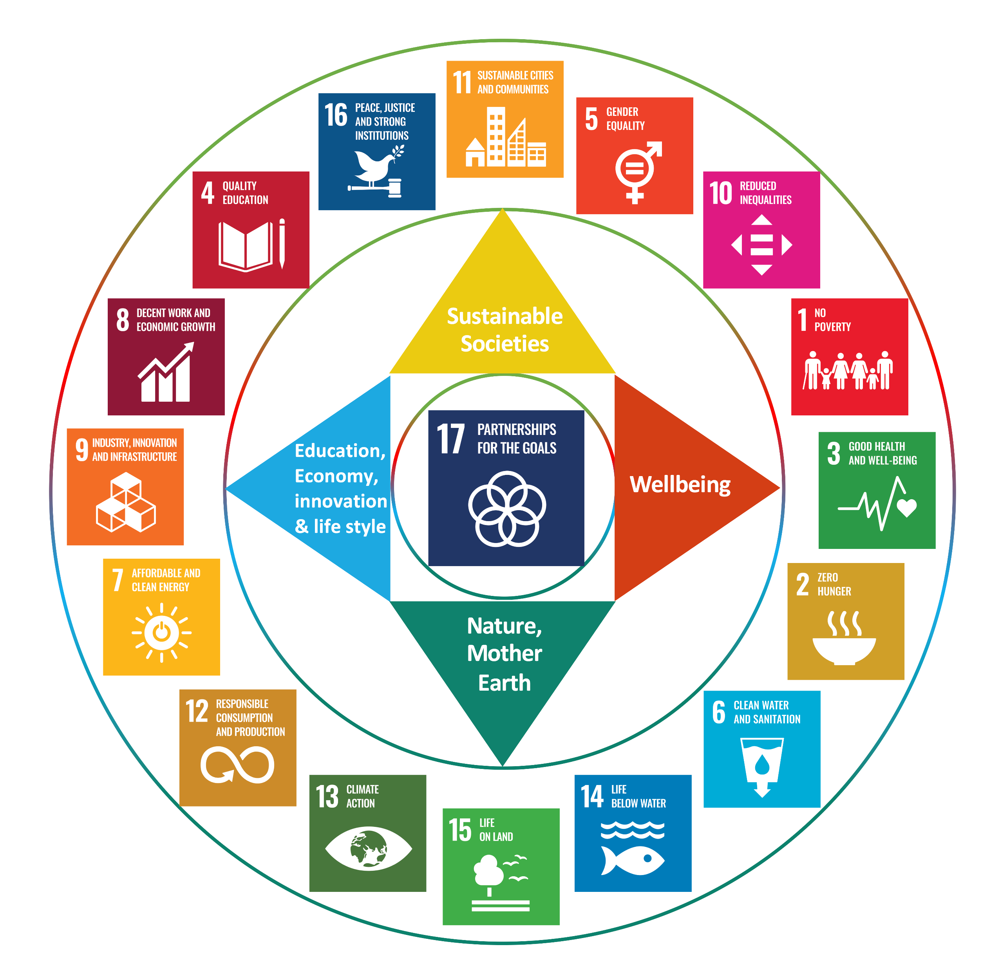 11 SUSTAINABLE CITIES
AND COMMUNITIES
5 GENDER
EQUALITY
10 REDUCED
INEQUALITIES
1 NO
POVERTY
3 GOOD HEALTH
AND WELL-BEING
2 ZERO
HUNGER
6 CLEAN WATER
AND SANITATION
14 LIFE
BELOW WATER
15 LIFE
ON LAND
13 CLIMATE
ACTION
12 RESPONSIBLE
CONSUMPTION
AND PRODUCTION
7 AFFORDABLE AND
CLEAN ENERGY
9 INDUSTRY, INNOVATION
AND INFRASTRUCTURE
8 DECENT WORK AND
ECONOMIC GROWTH
4 QUALITY
EDUCATION
16 PEACE, JUSTICE
AND STRONG
INSTITUTIONS
Sustainable
Societies
Wellbeing
Nature,
Mother
Earth
Education,
Economy,
innovation
& life style
17 PARTNERSHIPS
FOR THE GOALS